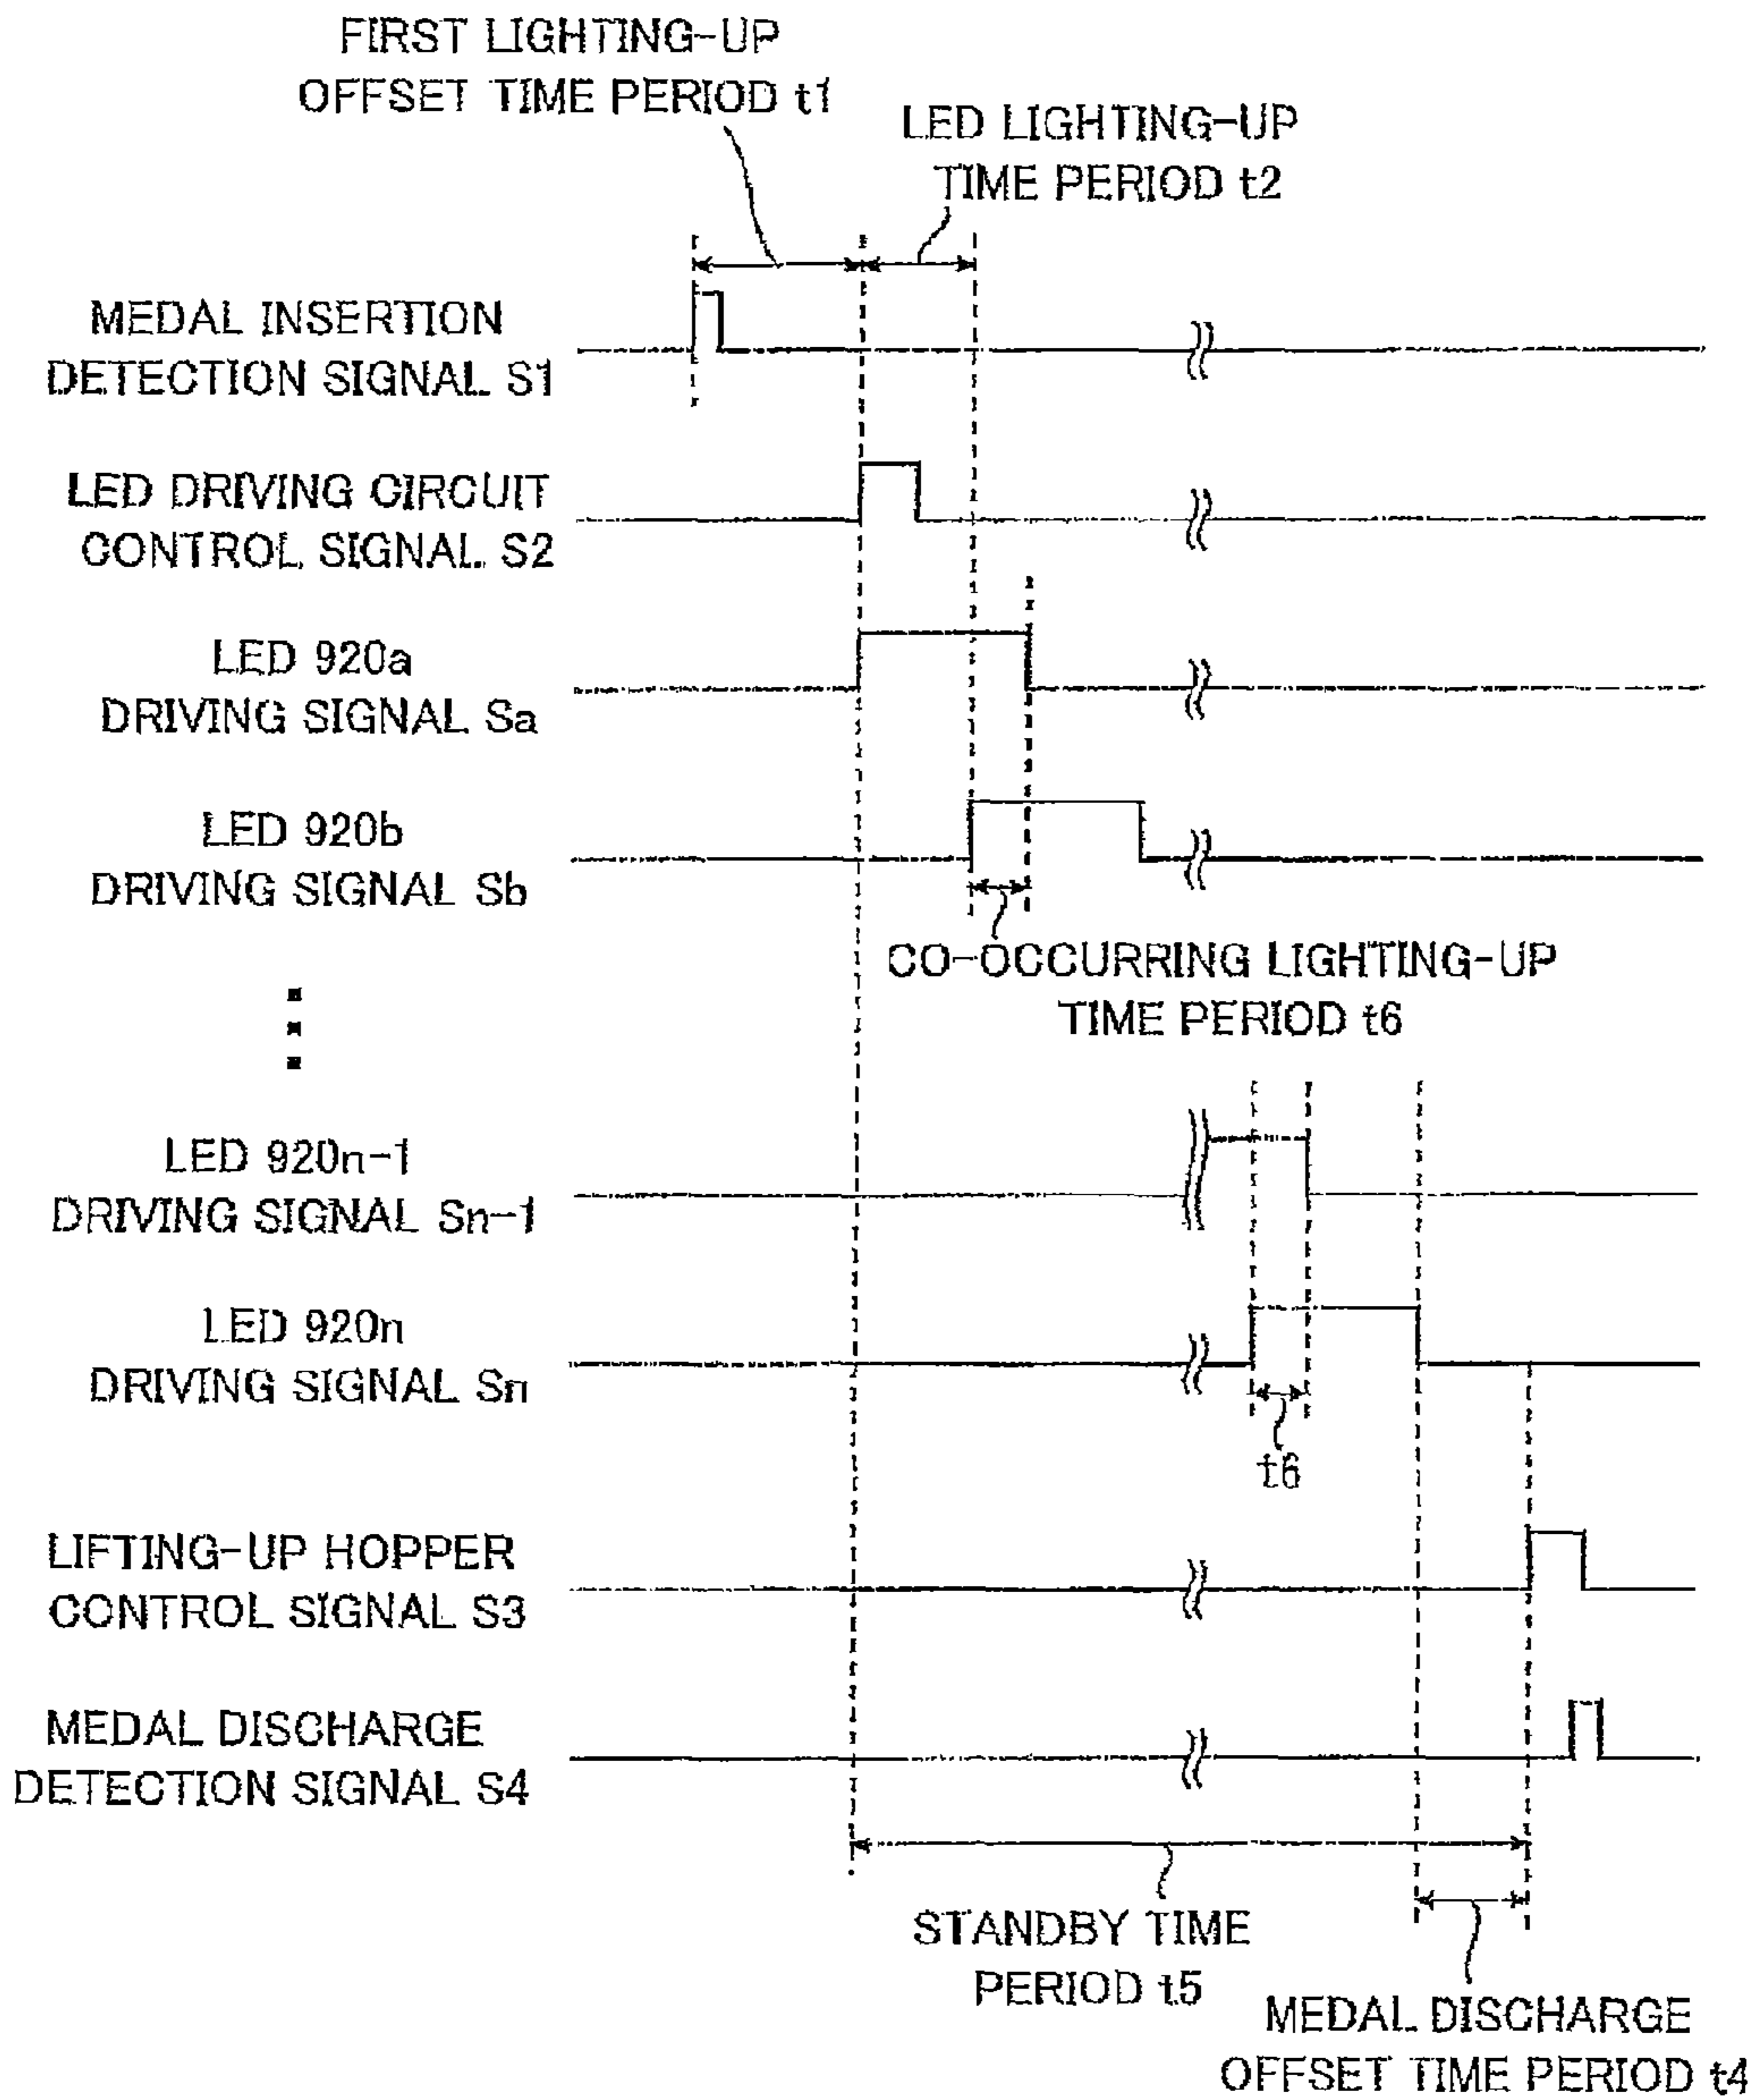 FIRST LIGHTING-UP
OFFSET TIME PERIOD t1
LED LIGHTING-UP
TIME PERIOD t2
MEDAL INSERTION
DETECTION SIGNAL S1
LED DRIVING CIRCUIT
CONTROL SIGNAL S2
LED 920a
DRIVING SIGNAL Sa
LED 920b
DRIVING SIGNAL Sb
CO-OCCURRING LIGHTING-UP
TIME PERIOD t6
LED 920n-1
DRIVING SIGNAL Sn-1
LED 920n
DRIVING SIGNAL Sn
t6
LIFTING-UP HOPPER
CONTROL SIGNAL S3
MEDAL DISCHARGE
DETECTION SIGNAL S4
STANDBY TIME
PERIOD t5
MEDAL DISCHARGE
OFFSET TIME PERIOD t4